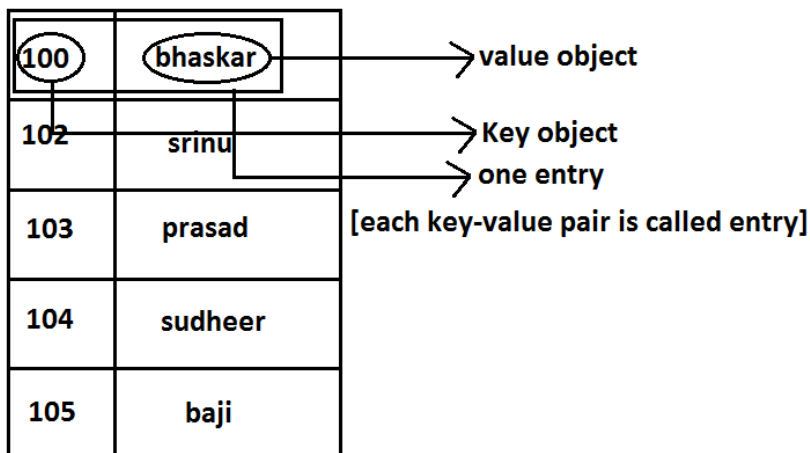 100 bhaskar value object
102 srinu Key object
one entry
103 prasad [each key-value pair is called entry]
104 sudheer
105 baji